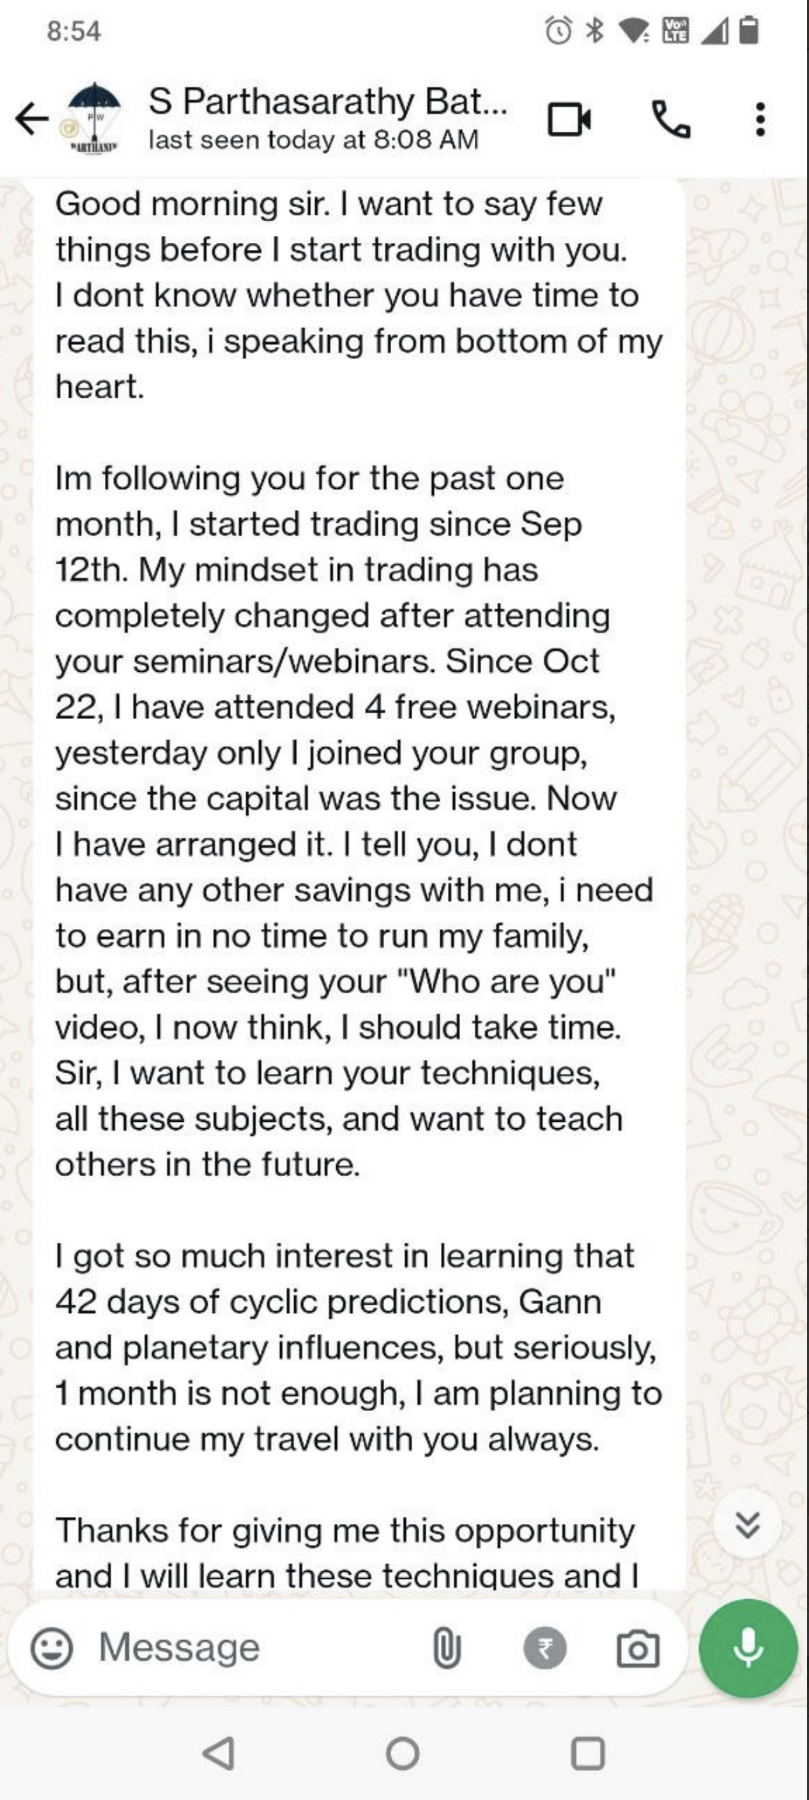 8:54
Vo))
LTE
S Parthasarathy Bat...
last seen today at 8:08 AM
P W
Good morning sir. I want to say few
things before I start trading with you.
I dont know whether you have time to
read this, i speaking from bottom of my
heart.
Im following you for the past one
month, I started trading since Sep
12th. My mindset in trading has
completely changed after attending
your seminars/webinars. Since Oct
22, I have attended 4 free webinars,
yesterday only I joined your group,
since the capital was the issue. Now
I have arranged it. I tell you, I dont
have any other savings with me, i need
to earn in no time to run my family,
but, after seeing your "Who are you"
video, I now think, I should take time.
Sir, I want to learn your techniques,
all these subjects, and want to teach
others in the future.
I got so much interest in learning that
42 days of cyclic predictions, Gann
and planetary influences, but seriously,
1 month is not enough, I am planning to
continue my travel with you always.
Thanks for giving me this opportunity
and I will learn these techniques and I
Message
₹